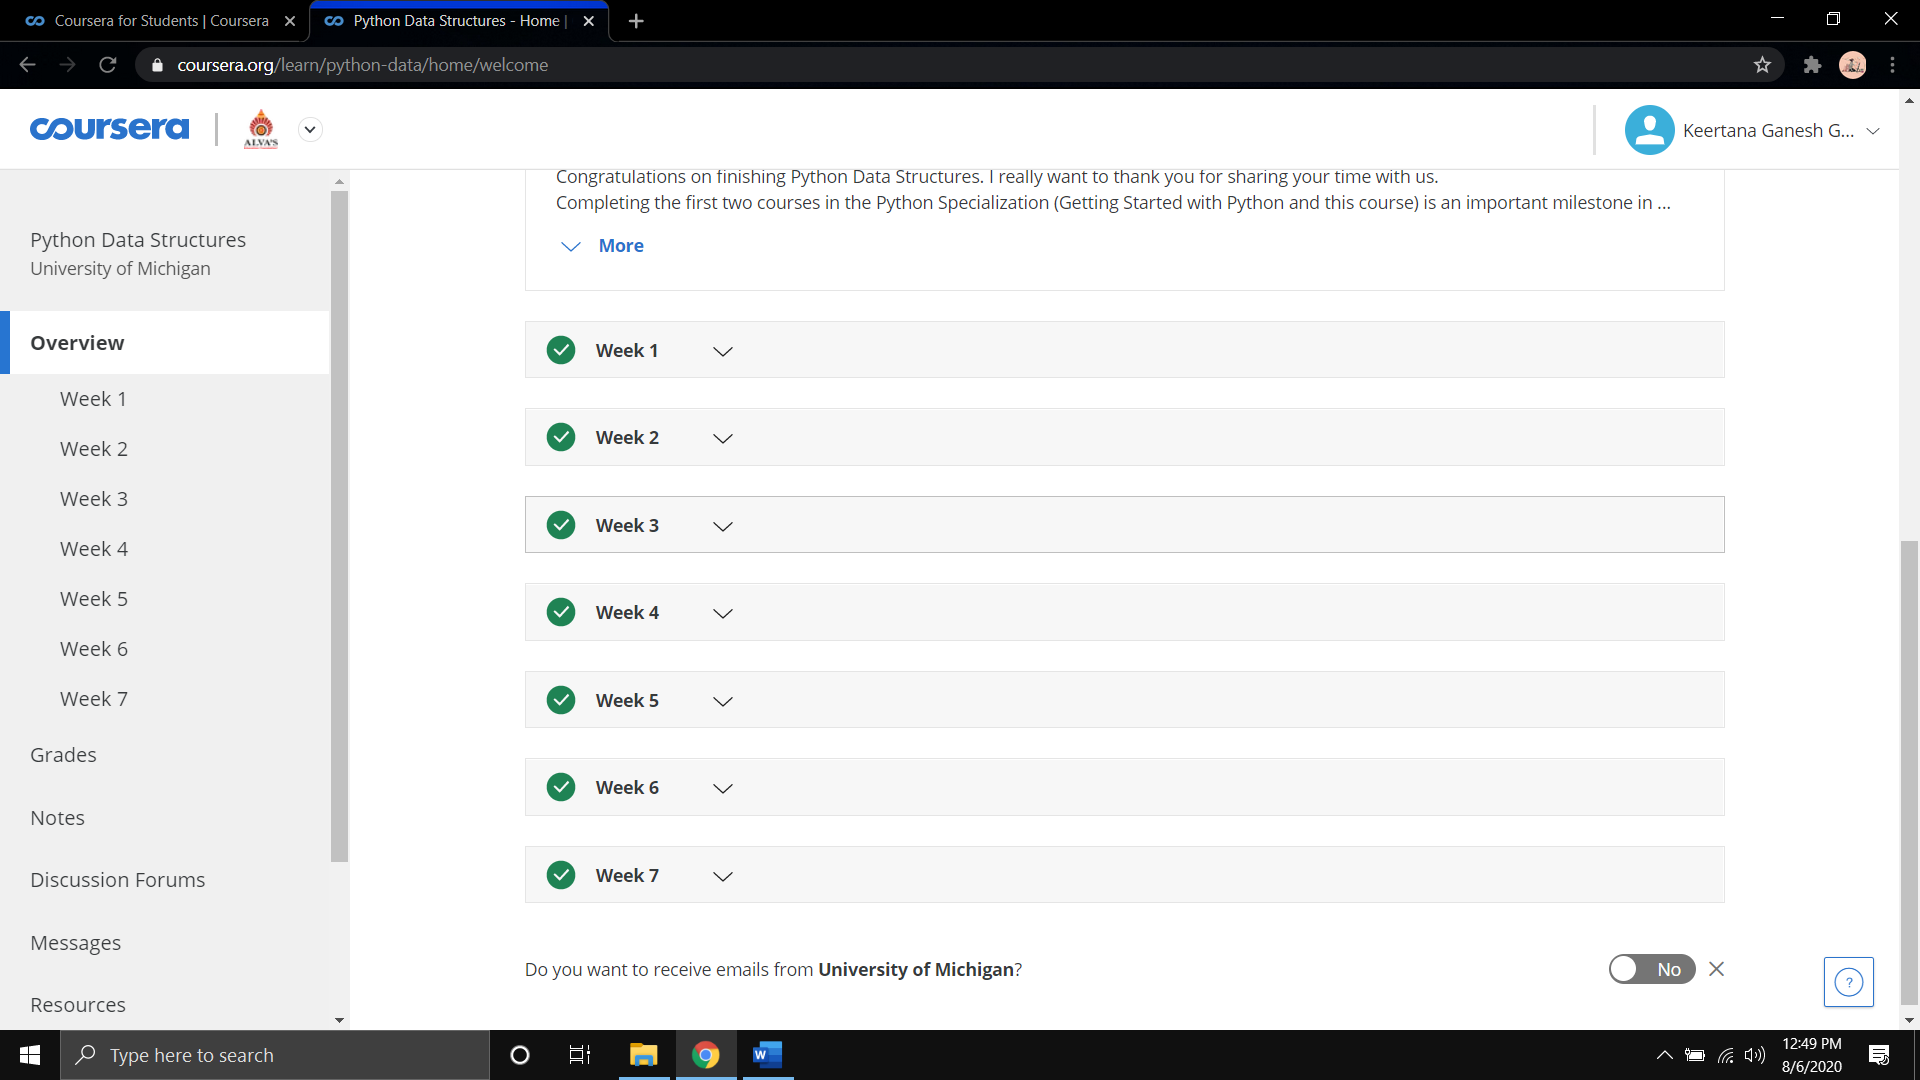 Coursera for Students | Coursera
Python Data Structures - Home |
coursera.org/learn/python-data/home/welcome
coursera
ALVA'S
Keertana Ganesh G...
Python Data Structures
University of Michigan
Overview
Week 1
Week 2
Week 3
Week 4
Week 5
Week 6
Week 7
Grades
Notes
Discussion Forums
Messages
Resources
Congratulations on finishing Python Data Structures. I really want to thank you for sharing your time with us.
Completing the first two courses in the Python Specialization (Getting Started with Python and this course) is an important milestone in ...
More
Week 1
Week 2
Week 3
Week 4
Week 5
Week 6
Week 7
Do you want to receive emails from University of Michigan?
No
?
Type here to search
W
12:49 PM
8/6/2020